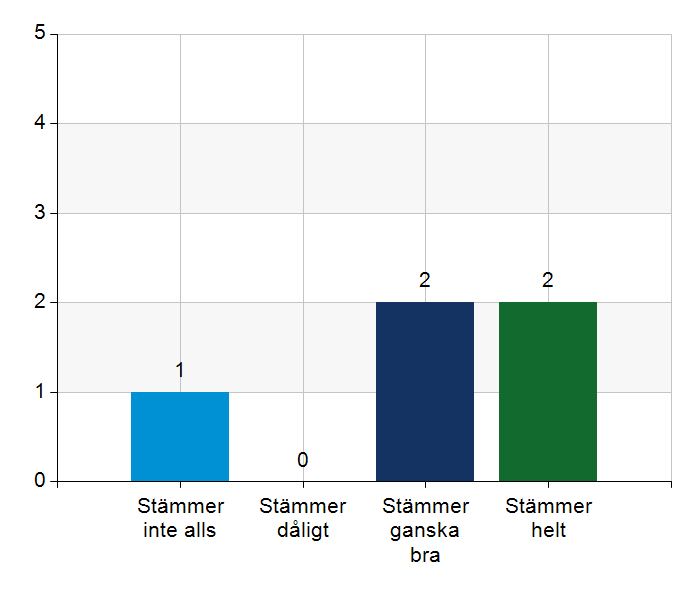 5
4
3
2
1
0
1
0
2
2
Stämmer
inte alls
Stämmer
dåligt
Stämmer
ganska
bra
Stämmer
helt